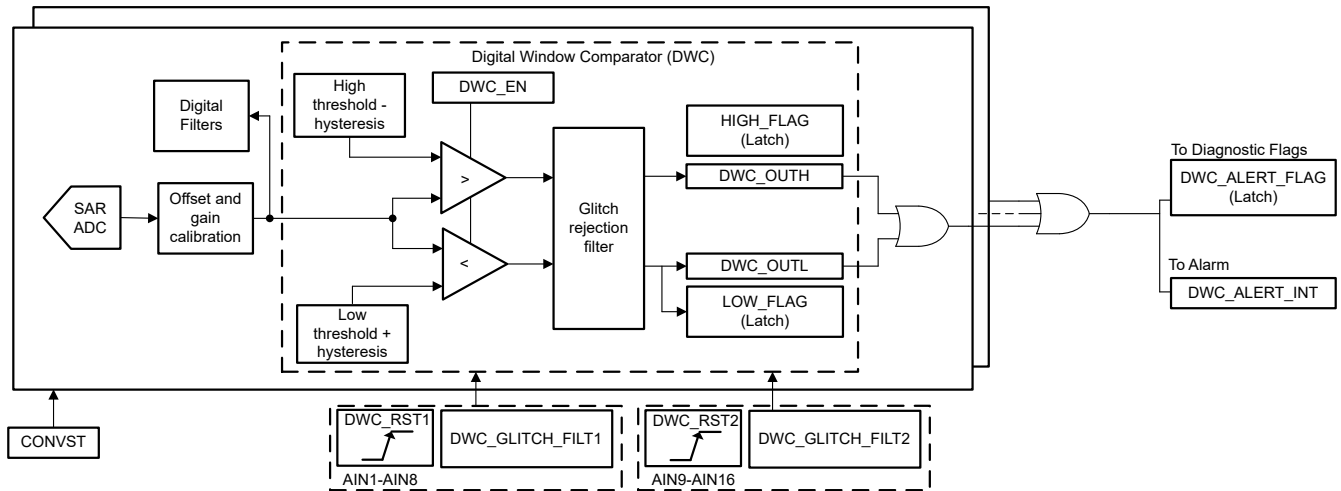 Digital Window Comparator (DWC)
High
threshold -
hysteresis
DWC_EN
Digital
Filters
HIGH_FLAG
(Latch)
DWC_OUTH
>
SAR
ADC
Offset and
gain
calibration
Glitch
rejection
filter
<
DWC_OUTL
LOW_FLAG
(Latch)
Low
threshold +
hysteresis
To Diagnostic Flags
DWC_ALERT_FLAG
(Latch)
To Alarm
DWC_ALERT_INT
CONVST
DWC_RST1
DWC_GLITCH_FILT1
AIN1-AIN8
DWC_RST2
DWC_GLITCH_FILT2
AIN9-AIN16